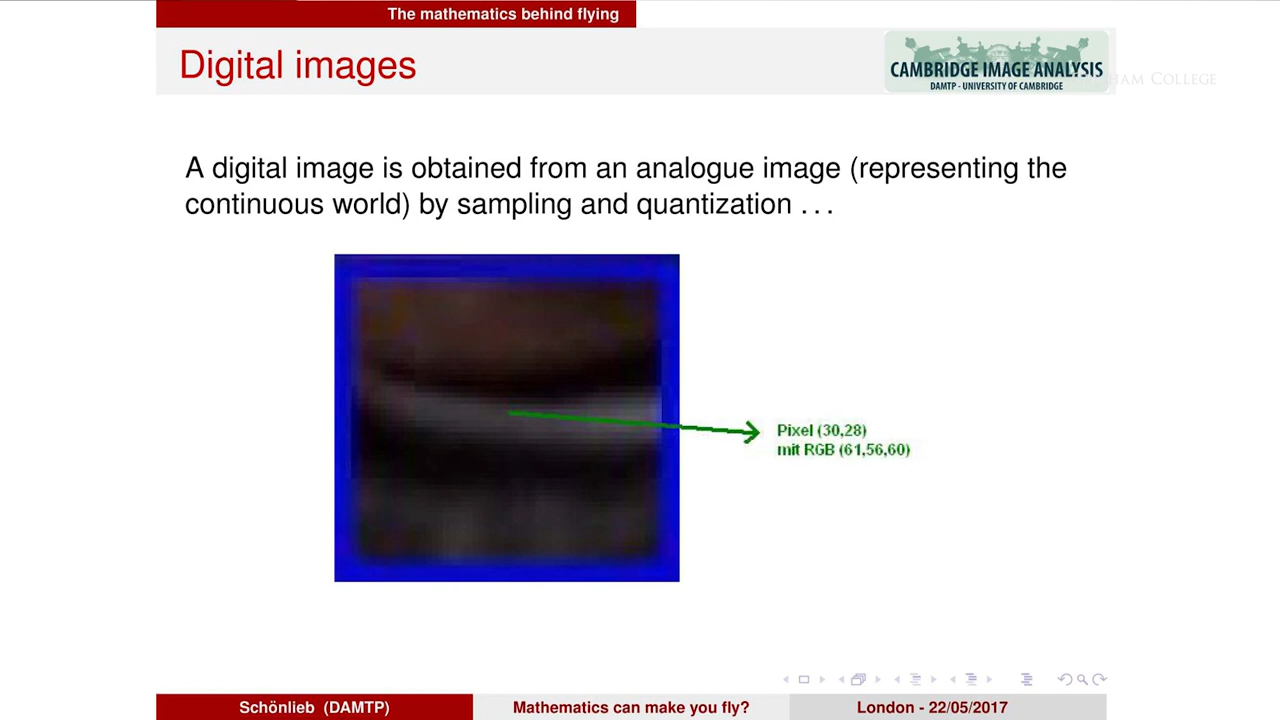 The mathematics behind flying
Digital images
CAMBRIDGE IMAGE ANALYSIS
DAMTP - UNIVERSITY OF CAMBRIDGE
COLLEGE
A digital image is obtained from an analogue image (representing the
continuous world) by sampling and quantization . . .
Pixel (30,28)
mit RGB (61,56,60)
Schönlieb (DAMTP)
Mathematics can make you fly?
London - 22/05/2017